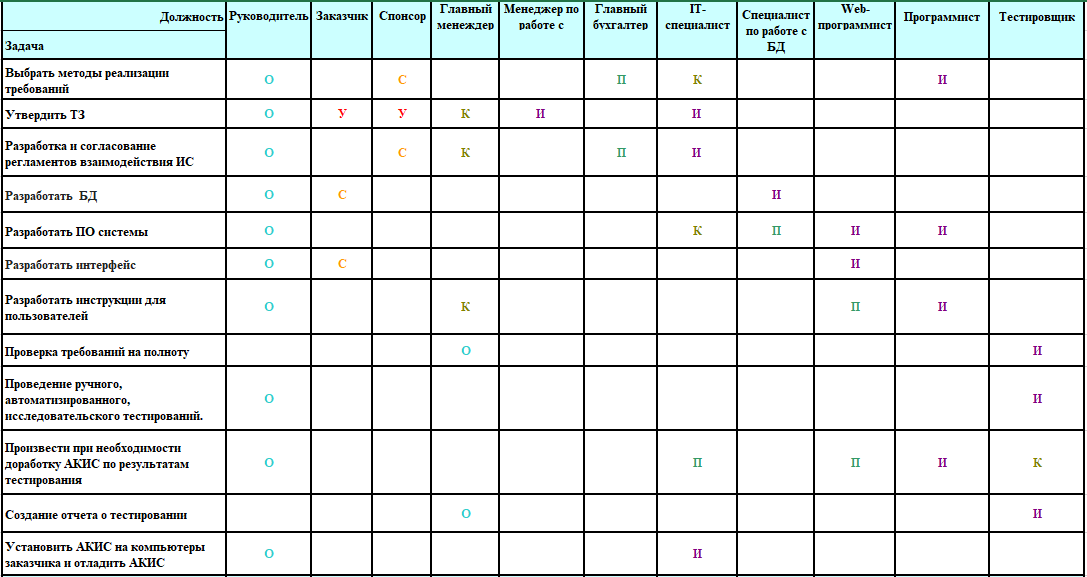 Должность Руководитель Заказчик Спонсор Главный менеждер Менеджер по работе с Главный бухгалтер IT-специалист Специалист по работе с БД Web-программист Программист Тестировщик
Задача
Выбрать методы реализации
требований О С П К И
Утвердить ТЗ О У У К И И
Разработка и согласование
регламентов взаимодействия ИС О С К П И
Разработать БД О С И
Разработать ПО системы О К П И И
Разработать интерфейс О С И
Разработать инструкции для
пользователей О К П И
Проверка требований на полноту О И
Проведение ручного,
автоматизированного,
исследовательского тестирований. О И
Произвести при необходимости
доработку АКИС по результатам
тестирования О П П И К
Создание отчета о тестировании О И
Установить АКИС на компьютеры
заказчика и отладить АКИС О И